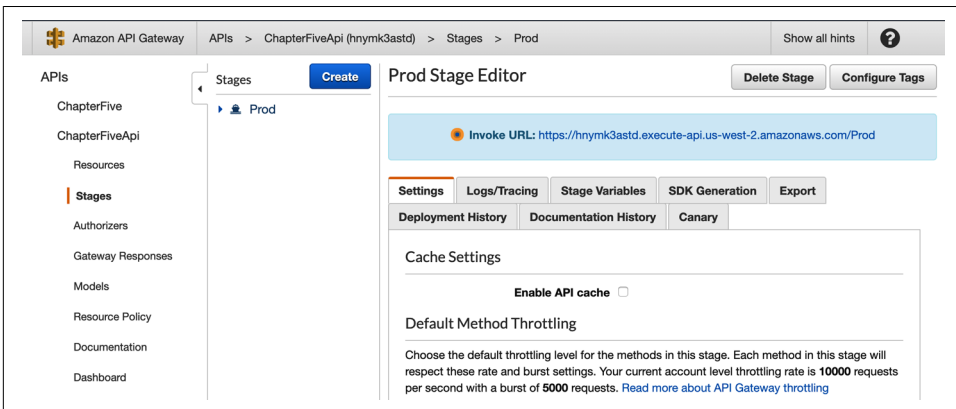 Amazon API Gateway APIs > ChapterFiveApi (hnymk3astd) > Stages > Prod Show all hints ?
APIs
ChapterFive
ChapterFiveApi
Resources
Stages
Authorizers
Gateway Responses
Models
Resource Policy
Documentation
Dashboard
Stages Create
Prod
Prod Stage Editor Delete Stage Configure Tags
Invoke URL: https://hnymk3astd.execute-api.us-west-2.amazonaws.com/Prod
Settings Logs/Tracing Stage Variables SDK Generation Export
Deployment History Documentation History Canary
Cache Settings
Enable API cache
Default Method Throttling
Choose the default throttling level for the methods in this stage. Each method in this stage will
respect these rate and burst settings. Your current account level throttling rate is 10000 requests
per second with a burst of 5000 requests. Read more about API Gateway throttling